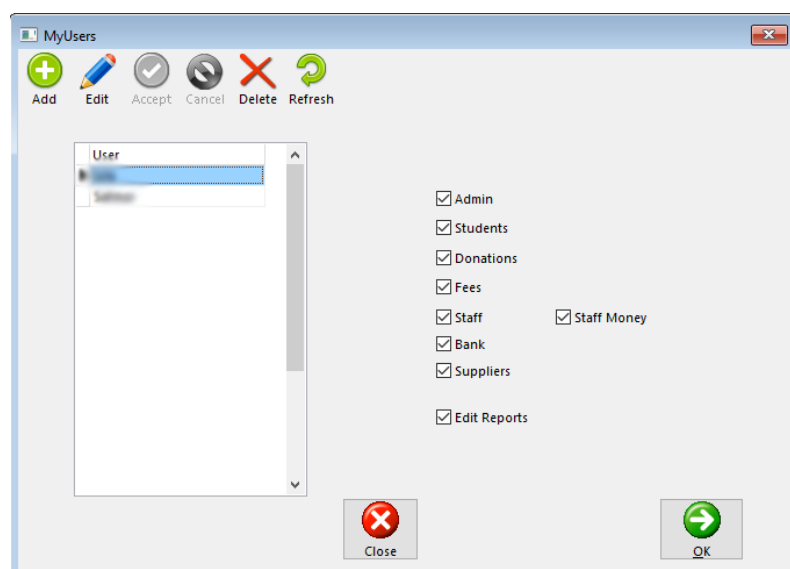 MyUsers
Add Edit Accept Cancel Delete Refresh
User
Admin
Students
Donations
Fees
Staff Staff Money
Bank
Suppliers
Edit Reports
Close OK